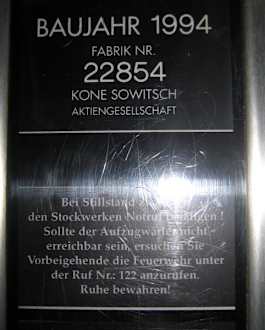 BAUJAHR 1994
FABRIK NR.
22854
KONE SOWITSCH
AKTIENGESELLSCHAFT
Bei Stillstand
den Stockwerken Notruf betätigen !
Sollte der Aufzugwärter nicht
erreichbar sein, ersuchen Sie
Vorbeigehende die Feuerwehr unter
der Ruf Nr.: 122 anzurufen.
Ruhe bewahren!